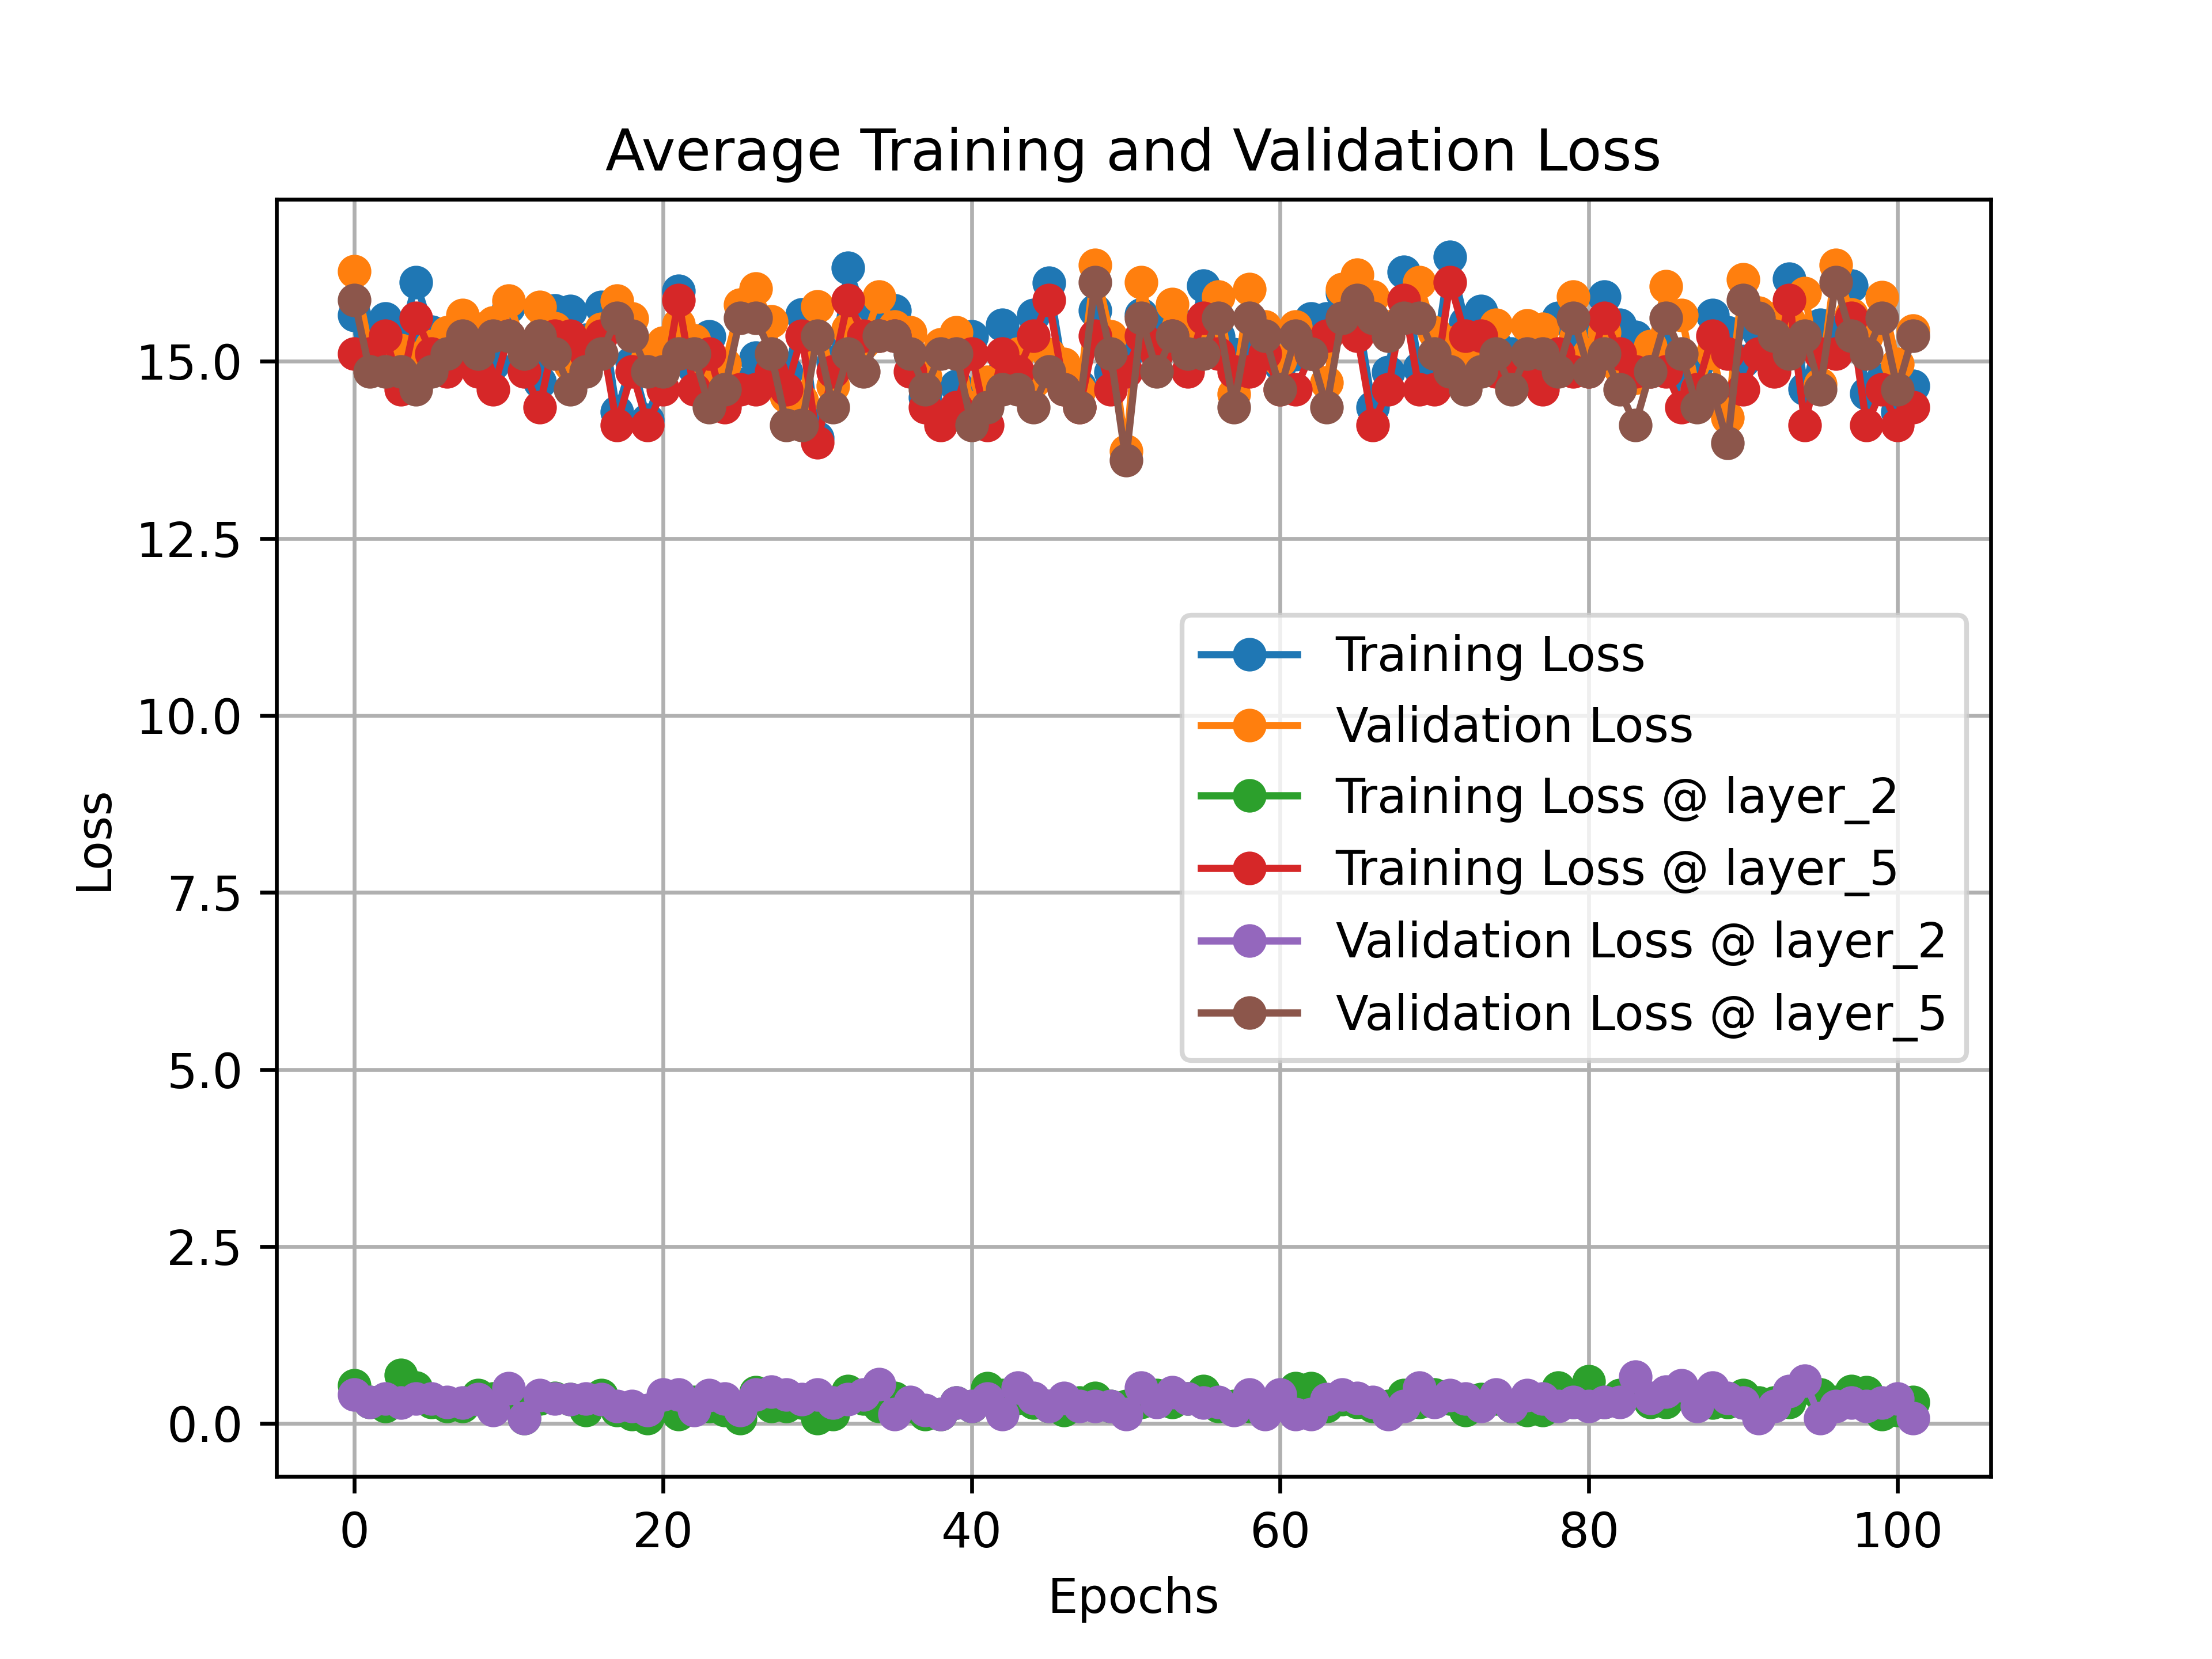 Average Training and Validation Loss
Loss
15.0
12.5
10.0
7.5
5.0
2.5
0.0
Training Loss
Validation Loss
Training Loss @ layer_2
Training Loss @ layer_5
Validation Loss @ layer_2
Validation Loss @ layer_5
0 20 40 60 80 100
Epochs